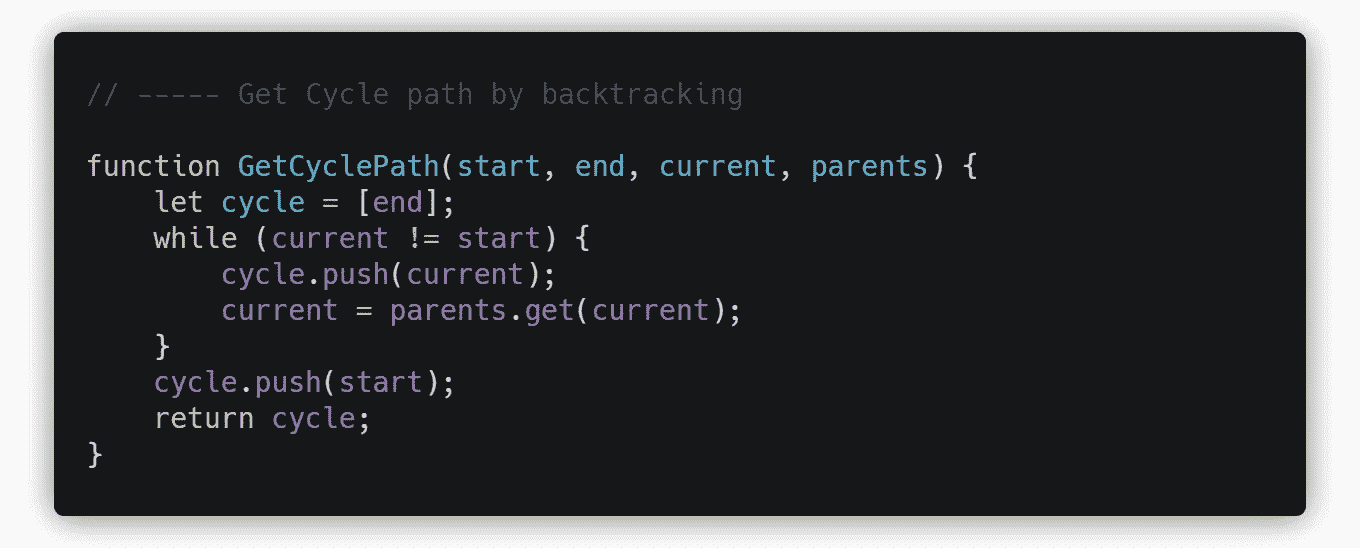 // ----- Get Cycle path by backtracking
function GetCyclePath(start, end, current, parents) {
    let cycle = [end];
    while (current != start) {
        cycle.push(current);
        current = parents.get(current);
    }
    cycle.push(start);
    return cycle;
}